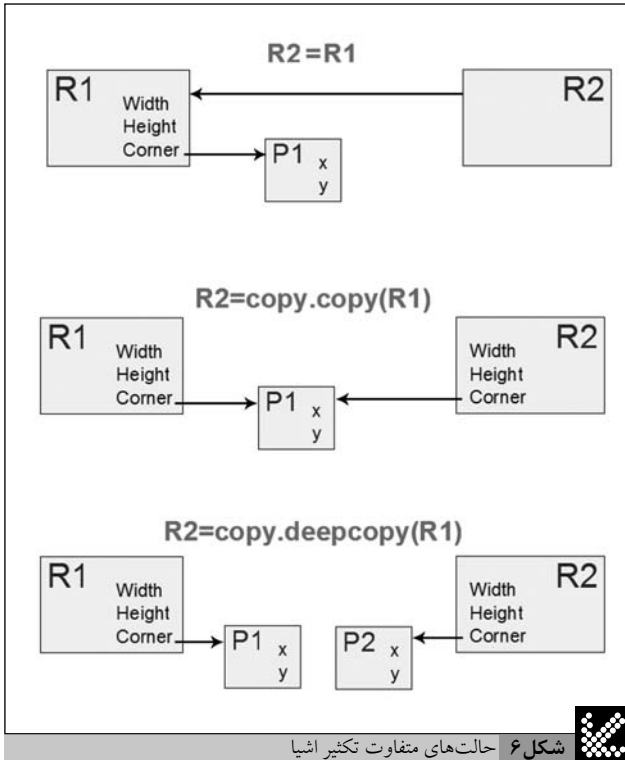 R2=R1
R1
Width
Height
Corner
P1
x
y
R2
R2=copy.copy(R1)
R1
Width
Height
Corner
P1
x
y
R2
Width
Height
Corner
R2=copy.deepcopy(R1)
R1
Width
Height
Corner
P1
x
y
P2
x
y
R2
Width
Height
Corner
شکل۶ حالت‌های متفاوت تکثیر اشیا